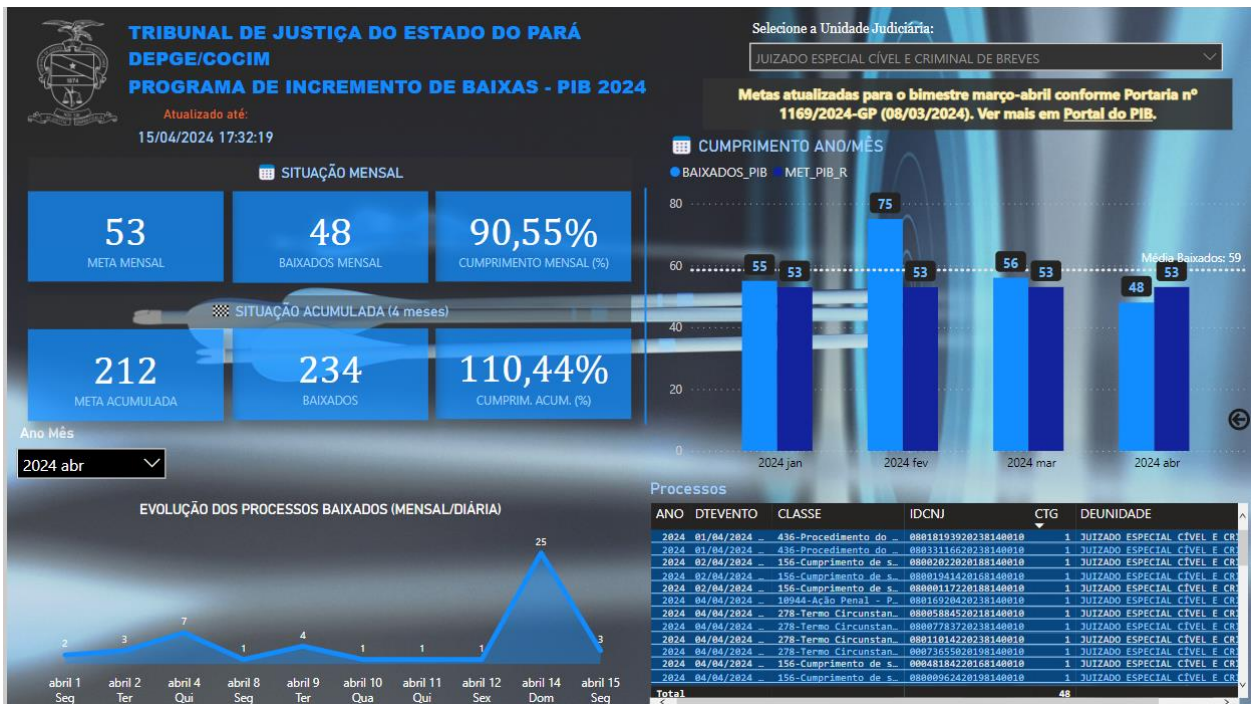 TRIBUNAL DE JUSTIÇA DO ESTADO DO PARÁ
DEPGE/COCIM
PROGRAMA DE INCREMENTO DE BAIXAS - PIB 2024
Atualizado até:
15/04/2024 17:32:19
Selecione a Unidade Judiciária:
JUIZADO ESPECIAL CÍVEL E CRIMINAL DE BREVES
Metas atualizadas para o bimestre março-abril conforme Portaria nº
1169/2024-GP (08/03/2024). Ver mais em Portal do PIB.
SITUAÇÃO MENSAL
53
META MENSAL
48
BAIXADOS MENSAL
90,55%
CUMPRIMENTO MENSAL (%)
SITUAÇÃO ACUMULADA (4 meses)
212
META ACUMULADA
234
BAIXADOS
110,44%
CUMPRIM. ACUM. (%)
Ano Mês
2024 abr
CUMPRIMENTO ANO/MÊS
BAIXADOS_PIB MET_PIB_R
80
60
40
20
0
Média Baixados: 59
55 53
75 53
56 53
48 53
2024 jan 2024 fev 2024 mar 2024 abr
EVOLUÇÃO DOS PROCESSOS BAIXADOS (MENSAL/DIÁRIA)
2 3 7 1 4 1 1 1 25 3
abril 1 abril 2 abril 4 abril 8 abril 9 abril 10 abril 11 abril 12 abril 14 abril 15
Seg Ter Qui Seg Ter Qua Qui Sex Dom Seg
Processos
ANO DTEVENTO CLASSE IDCNJ CTG DEUNIDADE
2024 01/04/2024 … 436-Procedimento do … 08018193920238140010 1 JUIZADO ESPECIAL CÍVEL E CRI
2024 01/04/2024 … 436-Procedimento do … 08033116620238140010 1 JUIZADO ESPECIAL CÍVEL E CRI
2024 02/04/2024 … 156-Cumprimento de s… 08002022020188140010 1 JUIZADO ESPECIAL CÍVEL E CRI
2024 02/04/2024 … 156-Cumprimento de s… 08001941420168140010 1 JUIZADO ESPECIAL CÍVEL E CRI
2024 02/04/2024 … 156-Cumprimento de s… 08000117220188140010 1 JUIZADO ESPECIAL CÍVEL E CRI
2024 04/04/2024 … 10944-Ação Penal - P… 08016920420238140010 1 JUIZADO ESPECIAL CÍVEL E CRI
2024 04/04/2024 … 278-Termo Circunstan… 08005884520218140010 1 JUIZADO ESPECIAL CÍVEL E CRI
2024 04/04/2024 … 278-Termo Circunstan… 08007783720238140010 1 JUIZADO ESPECIAL CÍVEL E CRI
2024 04/04/2024 … 278-Termo Circunstan… 08011014220238140010 1 JUIZADO ESPECIAL CÍVEL E CRI
2024 04/04/2024 … 278-Termo Circunstan… 00073655020198140010 1 JUIZADO ESPECIAL CÍVEL E CRI
2024 04/04/2024 … 156-Cumprimento de s… 00048184220168140010 1 JUIZADO ESPECIAL CÍVEL E CRI
2024 04/04/2024 … 156-Cumprimento de s… 08000962420198140010 1 JUIZADO ESPECIAL CÍVEL E CRI
Total 48